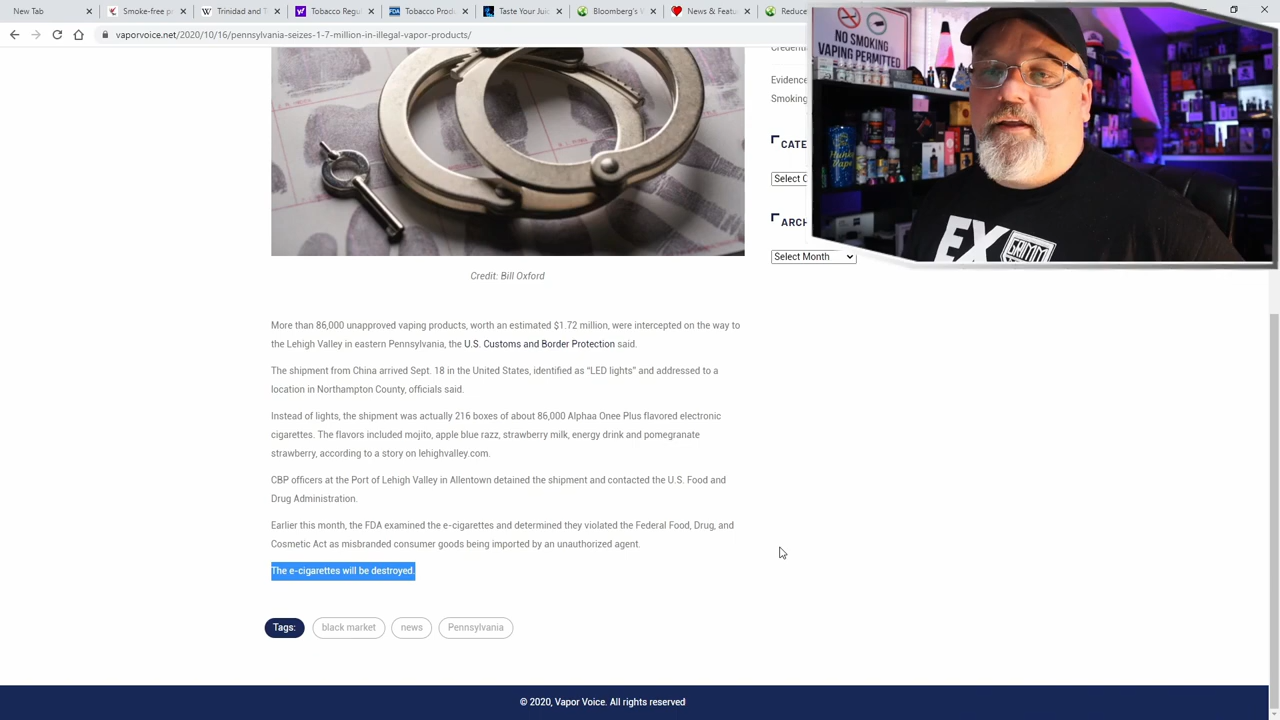 New Tab
Smoke-free p
Trinidad and T
Tobacco Regu
Tobacco Produ
Taste Your Juic
Bloomberg's V
News & Featu
Reduce
vaporvoice.net/2020/10/16/pennsylvania-seizes-1-7-million-in-illegal-vapor-products/
NO SMOKING
VAPING PERMITTED
Evidence
Smoking
CATE
Select C
ARCH
Select Month
EX
Credit: Bill Oxford
More than 86,000 unapproved vaping products, worth an estimated $1.72 million, were intercepted on the way to
the Lehigh Valley in eastern Pennsylvania, the U.S. Customs and Border Protection said.
The shipment from China arrived Sept. 18 in the United States, identified as “LED lights” and addressed to a
location in Northampton County, officials said.
Instead of lights, the shipment was actually 216 boxes of about 86,000 Alphaa Onee Plus flavored electronic
cigarettes. The flavors included mojito, apple blue razz, strawberry milk, energy drink and pomegranate
strawberry, according to a story on lehighvalley.com.
CBP officers at the Port of Lehigh Valley in Allentown detained the shipment and contacted the U.S. Food and
Drug Administration.
Earlier this month, the FDA examined the e-cigarettes and determined they violated the Federal Food, Drug, and
Cosmetic Act as misbranded consumer goods being imported by an unauthorized agent.
The e-cigarettes will be destroyed.
Tags: black market news Pennsylvania
© 2020, Vapor Voice. All rights reserved